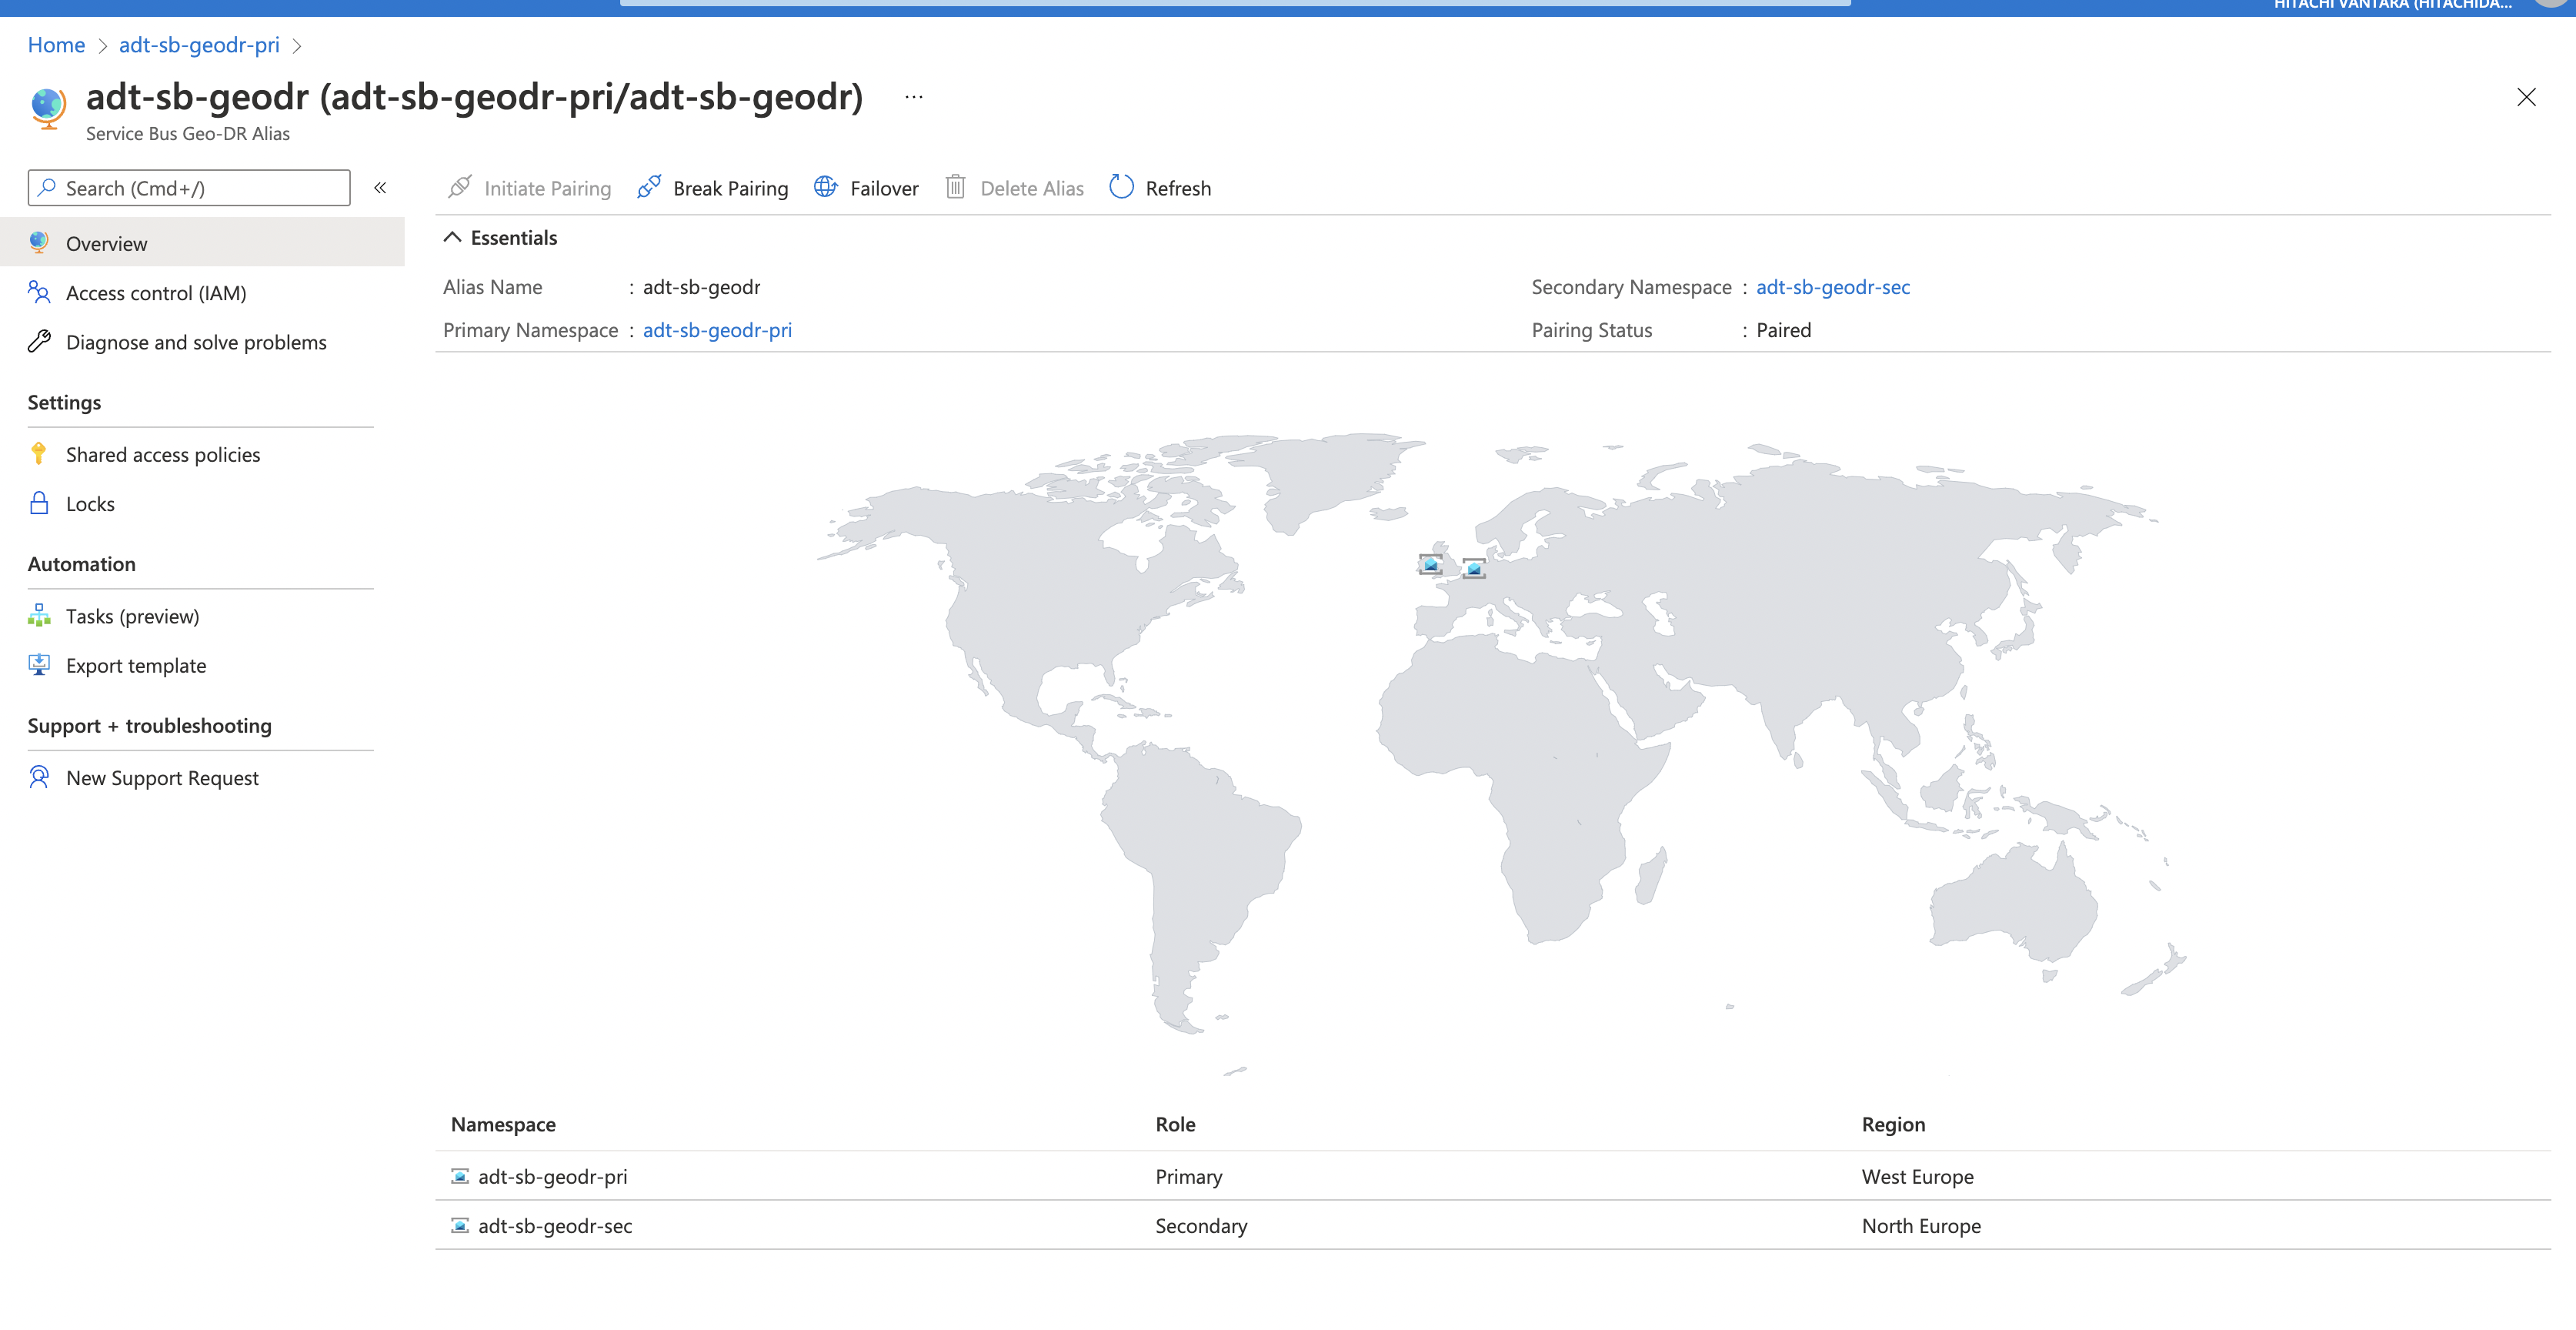 HITACHI VANTARA (HITACHIDA...
Home > adt-sb-geodr-pri >
adt-sb-geodr (adt-sb-geodr-pri/adt-sb-geodr) ...
Service Bus Geo-DR Alias
Search (Cmd+/) «
Overview
Access control (IAM)
Diagnose and solve problems
Settings
Shared access policies
Locks
Automation
Tasks (preview)
Export template
Support + troubleshooting
New Support Request
Initiate Pairing Break Pairing Failover Delete Alias Refresh
Essentials
Alias Name : adt-sb-geodr
Primary Namespace : adt-sb-geodr-pri
Secondary Namespace : adt-sb-geodr-sec
Pairing Status : Paired
Namespace Role Region
adt-sb-geodr-pri Primary West Europe
adt-sb-geodr-sec Secondary North Europe